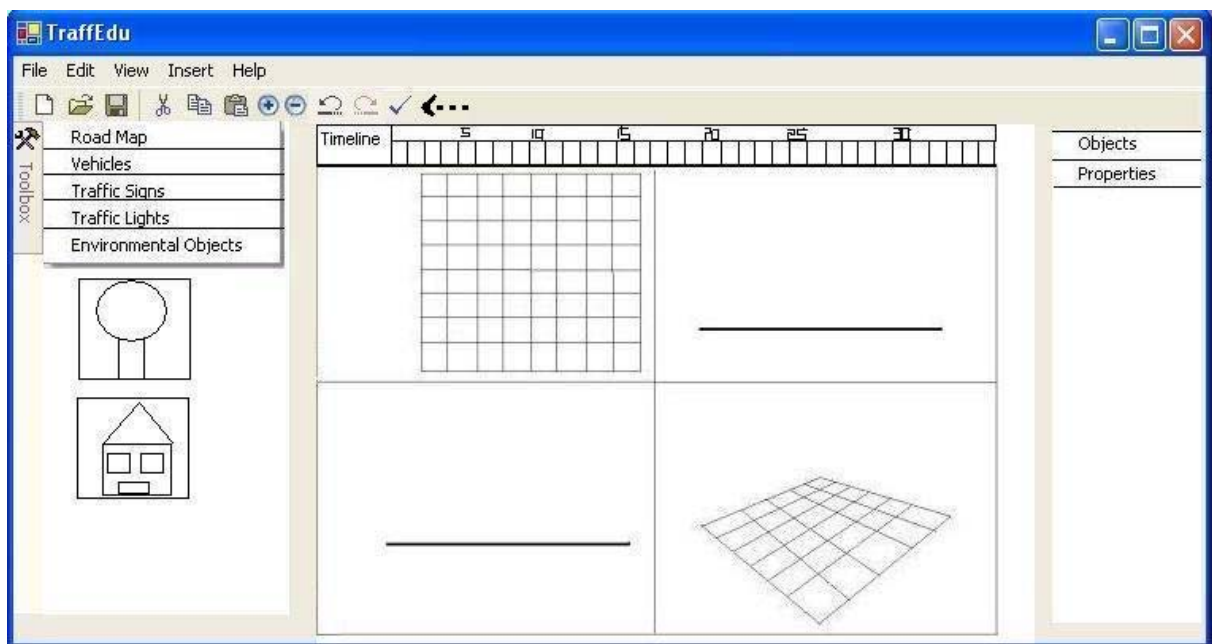 TraffEdu
File Edit View Insert Help
Toolbox
Road Map
Vehicles
Traffic Signs
Traffic Lights
Environmental Objects
Timeline 5 10 15 20 25 30
Objects
Properties